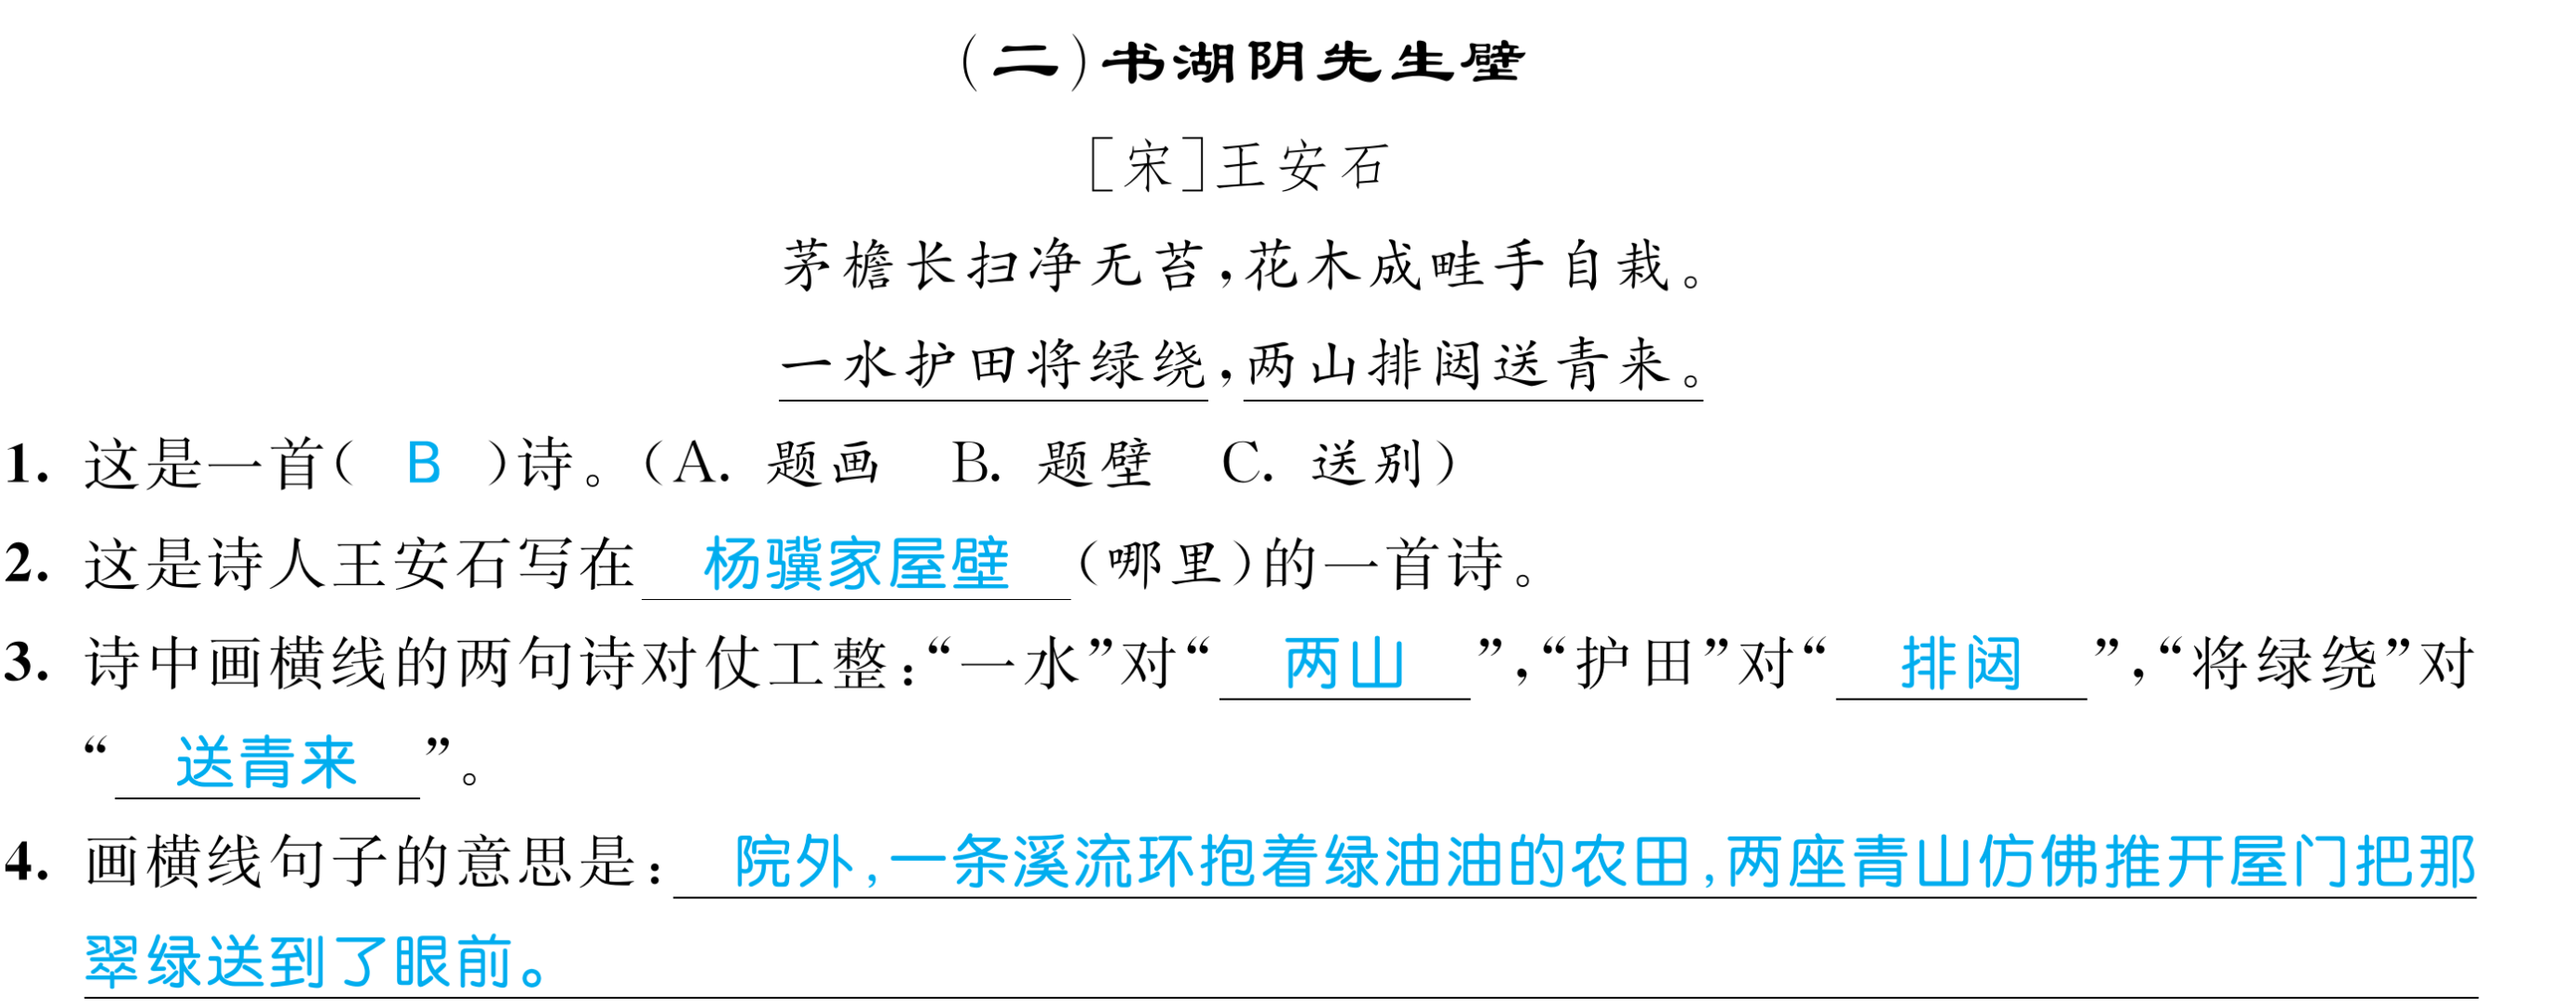 (二)书湖阴先生壁
[宋]王安石
茅檐长扫净无苔,花木成畦手自栽。
一水护田将绿绕,两山排闼送青来。
1. 这是一首( B )诗。(A. 题画 B. 题壁 C. 送别)
2. 这是诗人王安石写在 杨骥家屋壁 (哪里)的一首诗。
3. 诗中画横线的两句诗对仗工整:“一水”对“ 两山 ”,“护田”对“ 排闼 ”,“将绿绕”对
“ 送青来 ”。
4. 画横线句子的意思是: 院外,一条溪流环抱着绿油油的农田,两座青山仿佛推开屋门把那
翠绿送到了眼前。